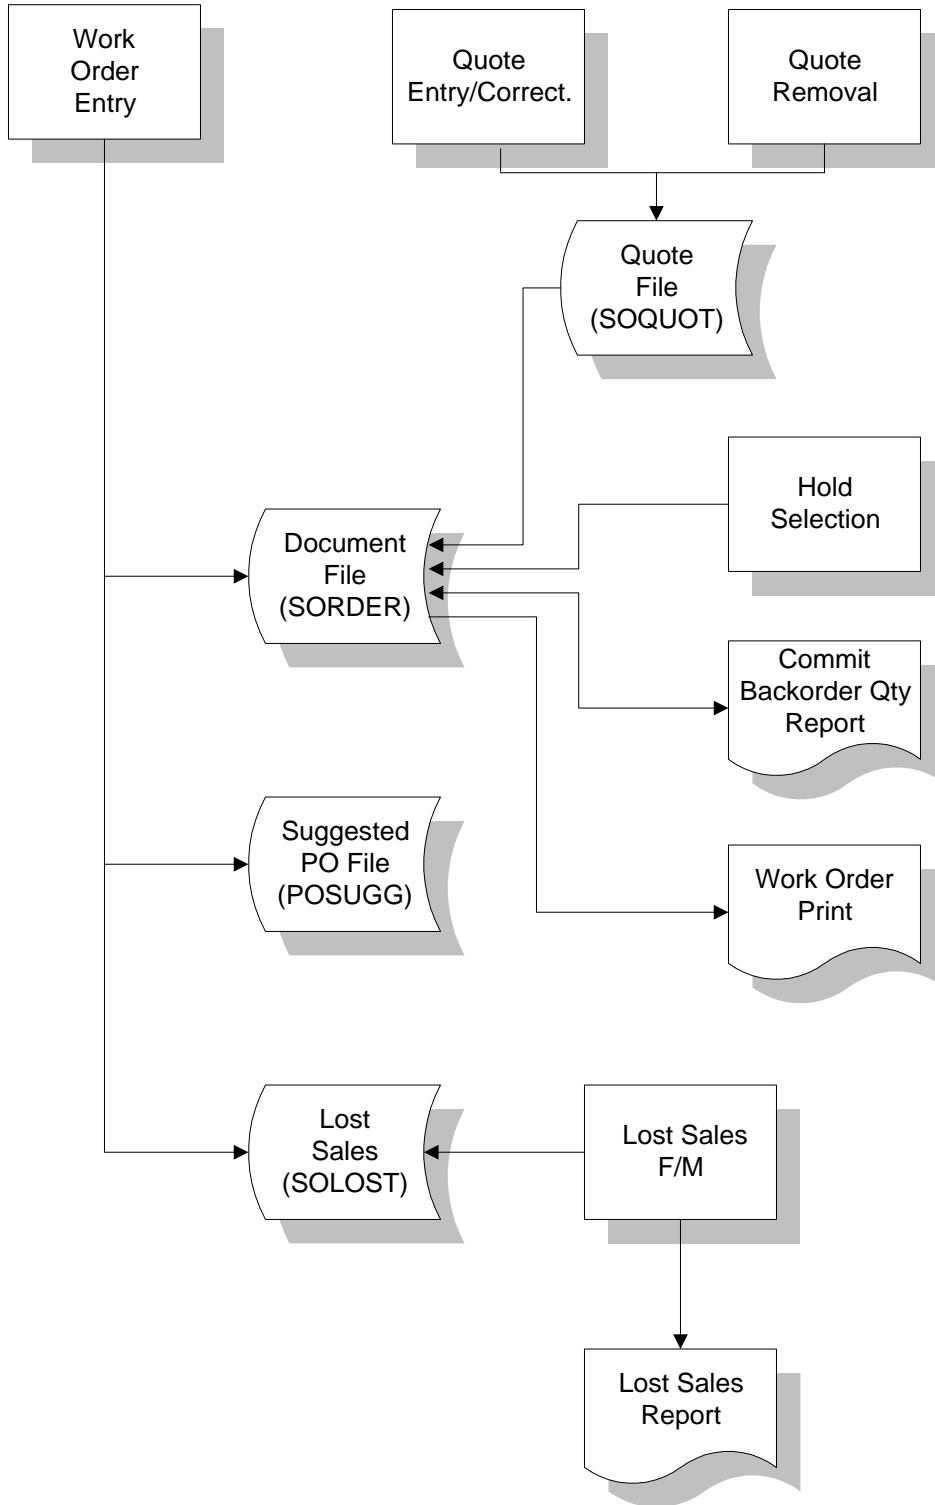 Work
Order
Entry
Quote
Entry/Correct.
Quote
Removal
Quote
File
(SOQUOT)
Hold
Selection
Document
File
(SORDER)
Commit
Backorder Qty
Report
Suggested
PO File
(POSUGG)
Work Order
Print
Lost
Sales
(SOLOST)
Lost Sales
F/M
Lost Sales
Report